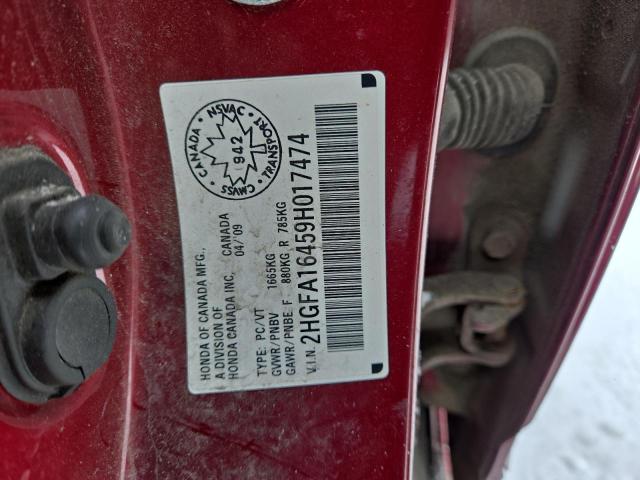 HONDA OF CANADA MFG.,
A DIVISION OF
HONDA CANADA INC, CANADA
04/'09
TYPE: PC/VT
GVWR/PNBV 1665KG
GAWR/PNBE F 880KG R 785KG
V.I.N. 2HGFA16459H017474
CANADA NSVAC
942
CMVSS TRANSPORT